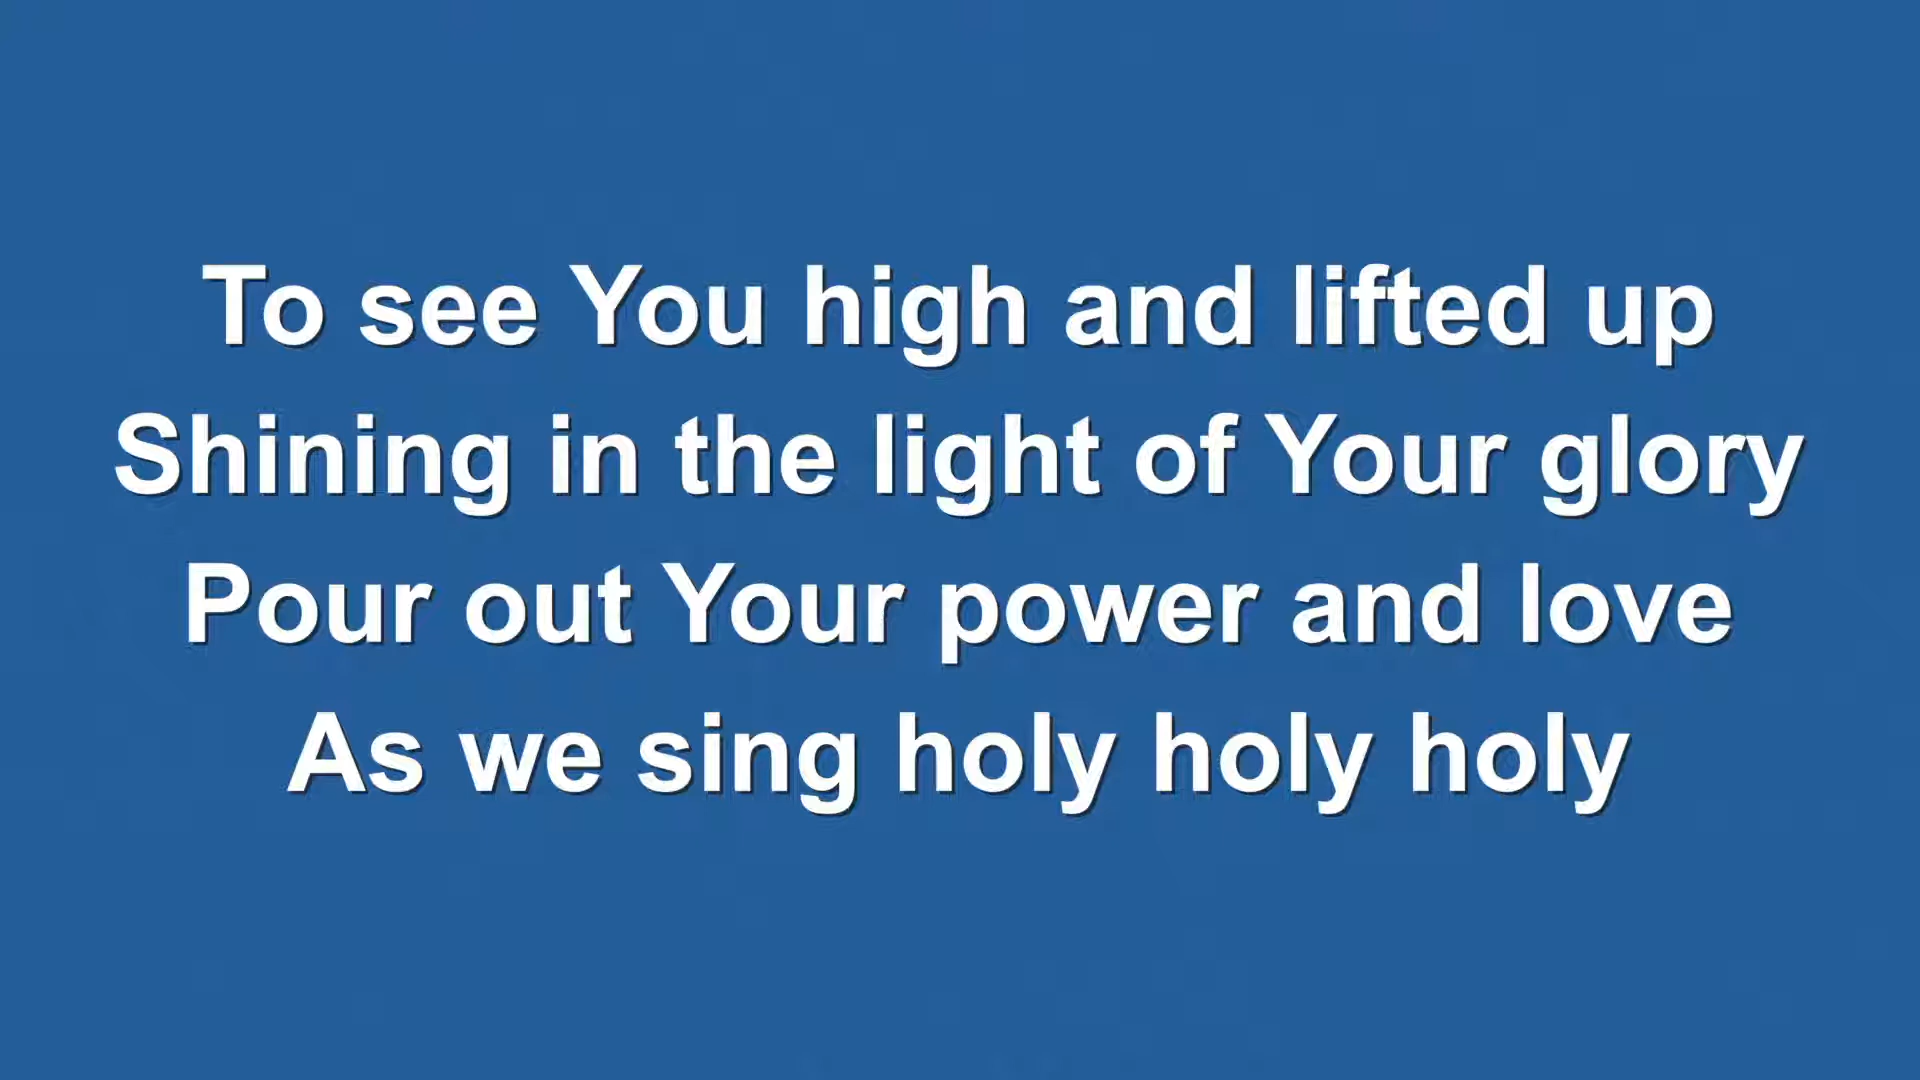 To see You high and lifted up
Shining in the light of Your glory
Pour out Your power and love
As we sing holy holy holy